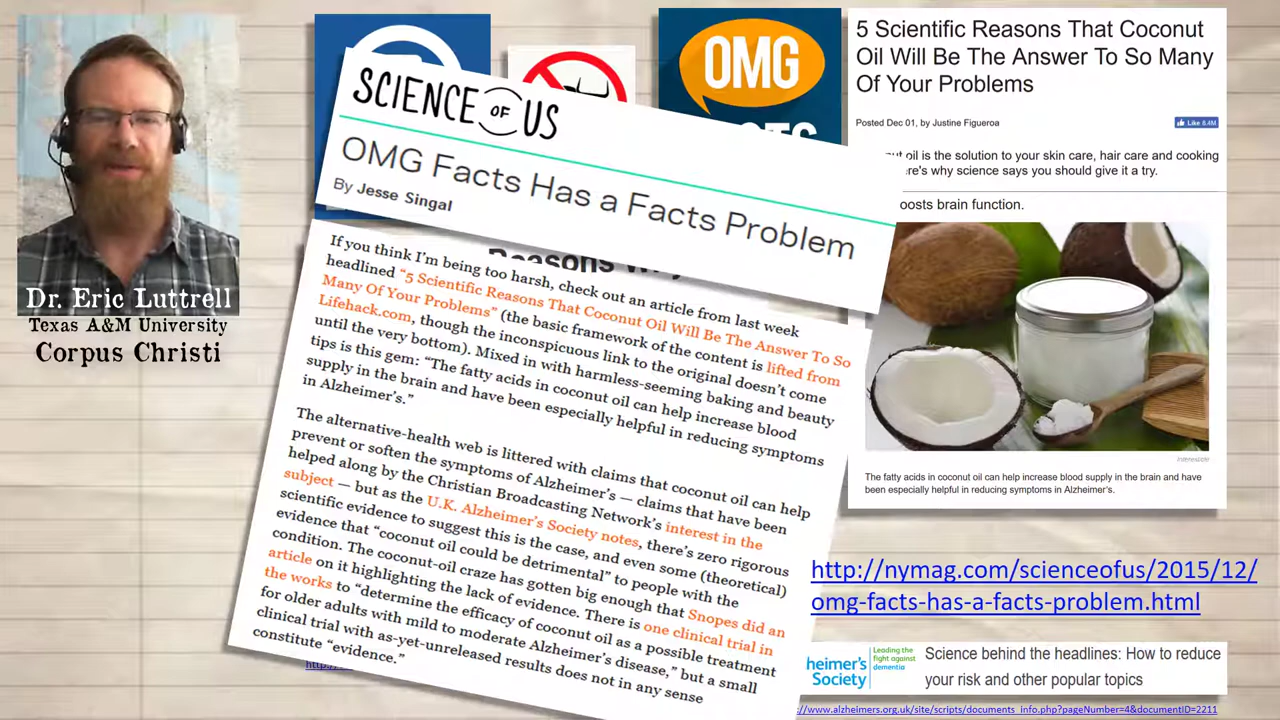 Dr. Eric Luttrell
Texas A&M University
Corpus Christi
SCIENCE OF US
OMG Facts Has a Facts Problem
By Jesse Singal
If you think I'm being too harsh, check out an article from last week
headlined "5 Scientific Reasons That Coconut Oil Will Be The Answer To So
Many Of Your Problems" (the basic framework of the content is lifted from
Lifehack.com, though the inconspicuous link to the original doesn't come
until the very bottom). Mixed in with harmless-seeming baking and beauty
tips is this gem: "The fatty acids in coconut oil can help increase blood
supply in the brain and have been especially helpful in reducing symptoms
in Alzheimer's."
The alternative-health web is littered with claims that coconut oil can help
prevent or soften the symptoms of Alzheimer's — claims that have been
helped along by the Christian Broadcasting Network's interest in the
subject — but as the U.K. Alzheimer's Society notes, there's zero rigorous
scientific evidence to suggest this is the case, and even some (theoretical)
evidence that "coconut oil could be detrimental" to people with the
condition. The coconut-oil craze has gotten big enough that Snopes did an
article on it highlighting the lack of evidence. There is one clinical trial in
the works to "determine the efficacy of coconut oil as a possible treatment
for older adults with mild to moderate Alzheimer's disease," but a small
clinical trial with as-yet-unreleased results does not in any sense
constitute "evidence."
Reasons
http://
OMG
5 Scientific Reasons That Coconut
Oil Will Be The Answer To So Many
Of Your Problems
Posted Dec 01, by Justine Figueroa
Like 8.4M
oil is the solution to your skin care, hair care and cooking
ere's why science says you should give it a try.
oosts brain function.
The fatty acids in coconut oil can help increase blood supply in the brain and have
been especially helpful in reducing symptoms in Alzheimer's.
http://nymag.com/scienceofus/2015/12/
omg-facts-has-a-facts-problem.html
heimer's
Society
Leading the
fight against
dementia
Science behind the headlines: How to reduce
your risk and other popular topics
://www.alzheimers.org.uk/site/scripts/documents_info.php?pageNumber=4&documentID=2211